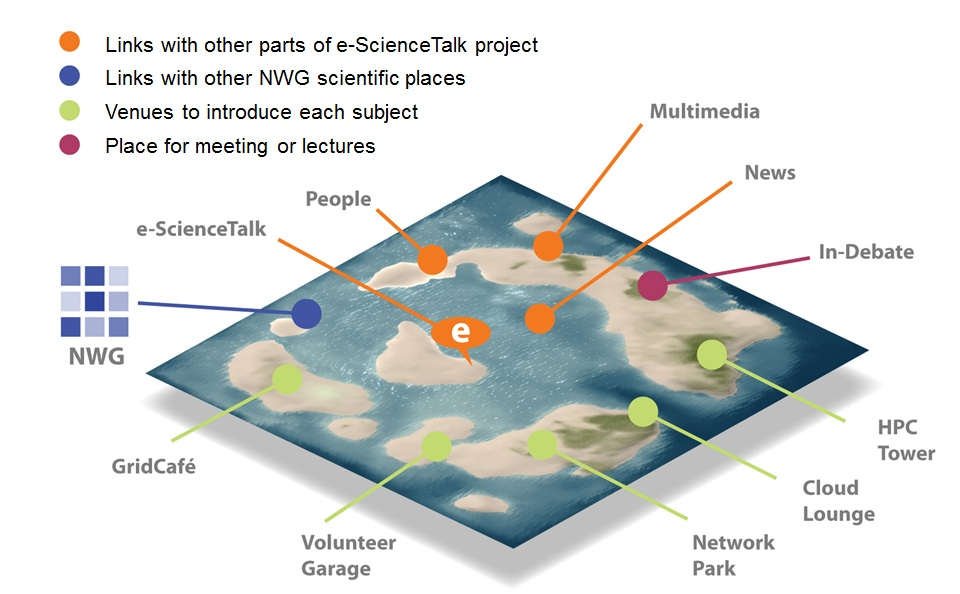 Links with other parts of e-ScienceTalk project
Links with other NWG scientific places
Venues to introduce each subject
Place for meeting or lectures
Multimedia
News
People
e-ScienceTalk
In-Debate
e
NWG
HPC
Tower
GridCafé
Cloud
Lounge
Volunteer
Garage
Network
Park